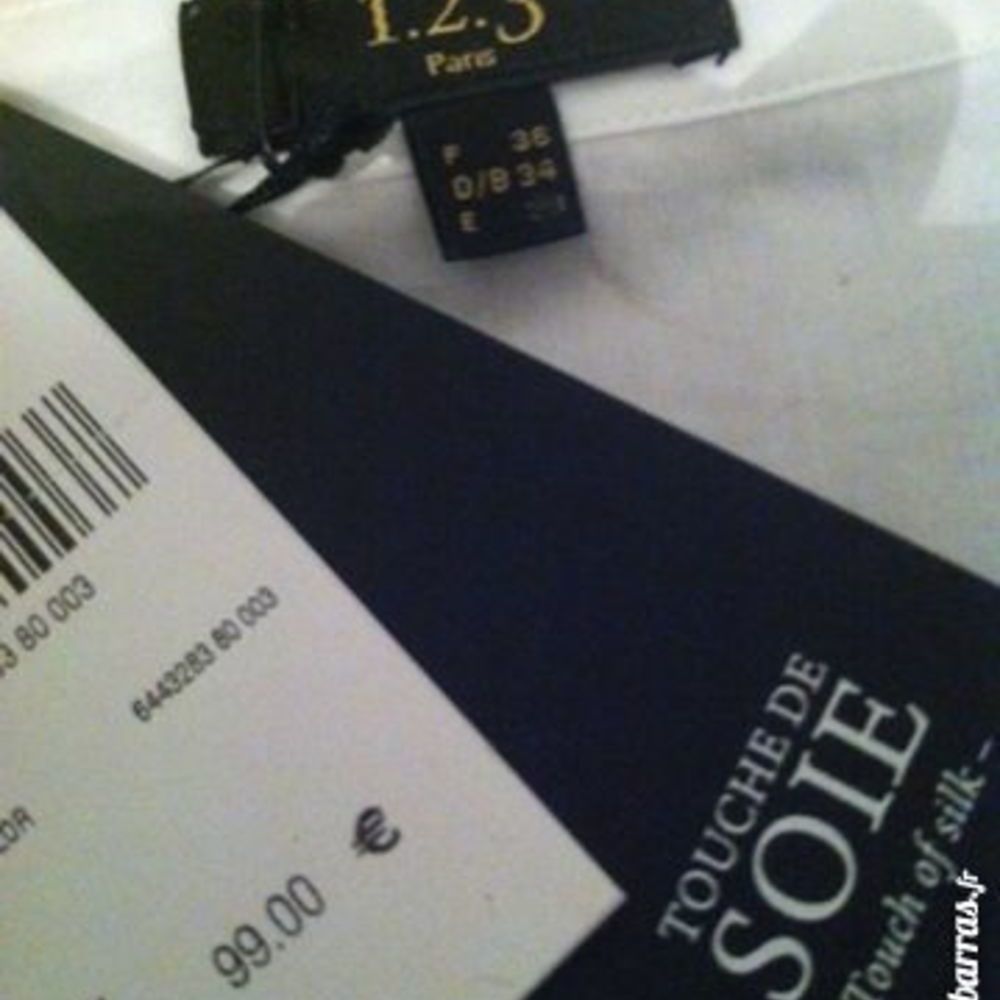 1.2.3
Paris
F 36
D/B 34
E
3 80 003
6443283 80 003
99.00 €
TOUCHE DE
SOIE
Touch of silk -
barras.fr